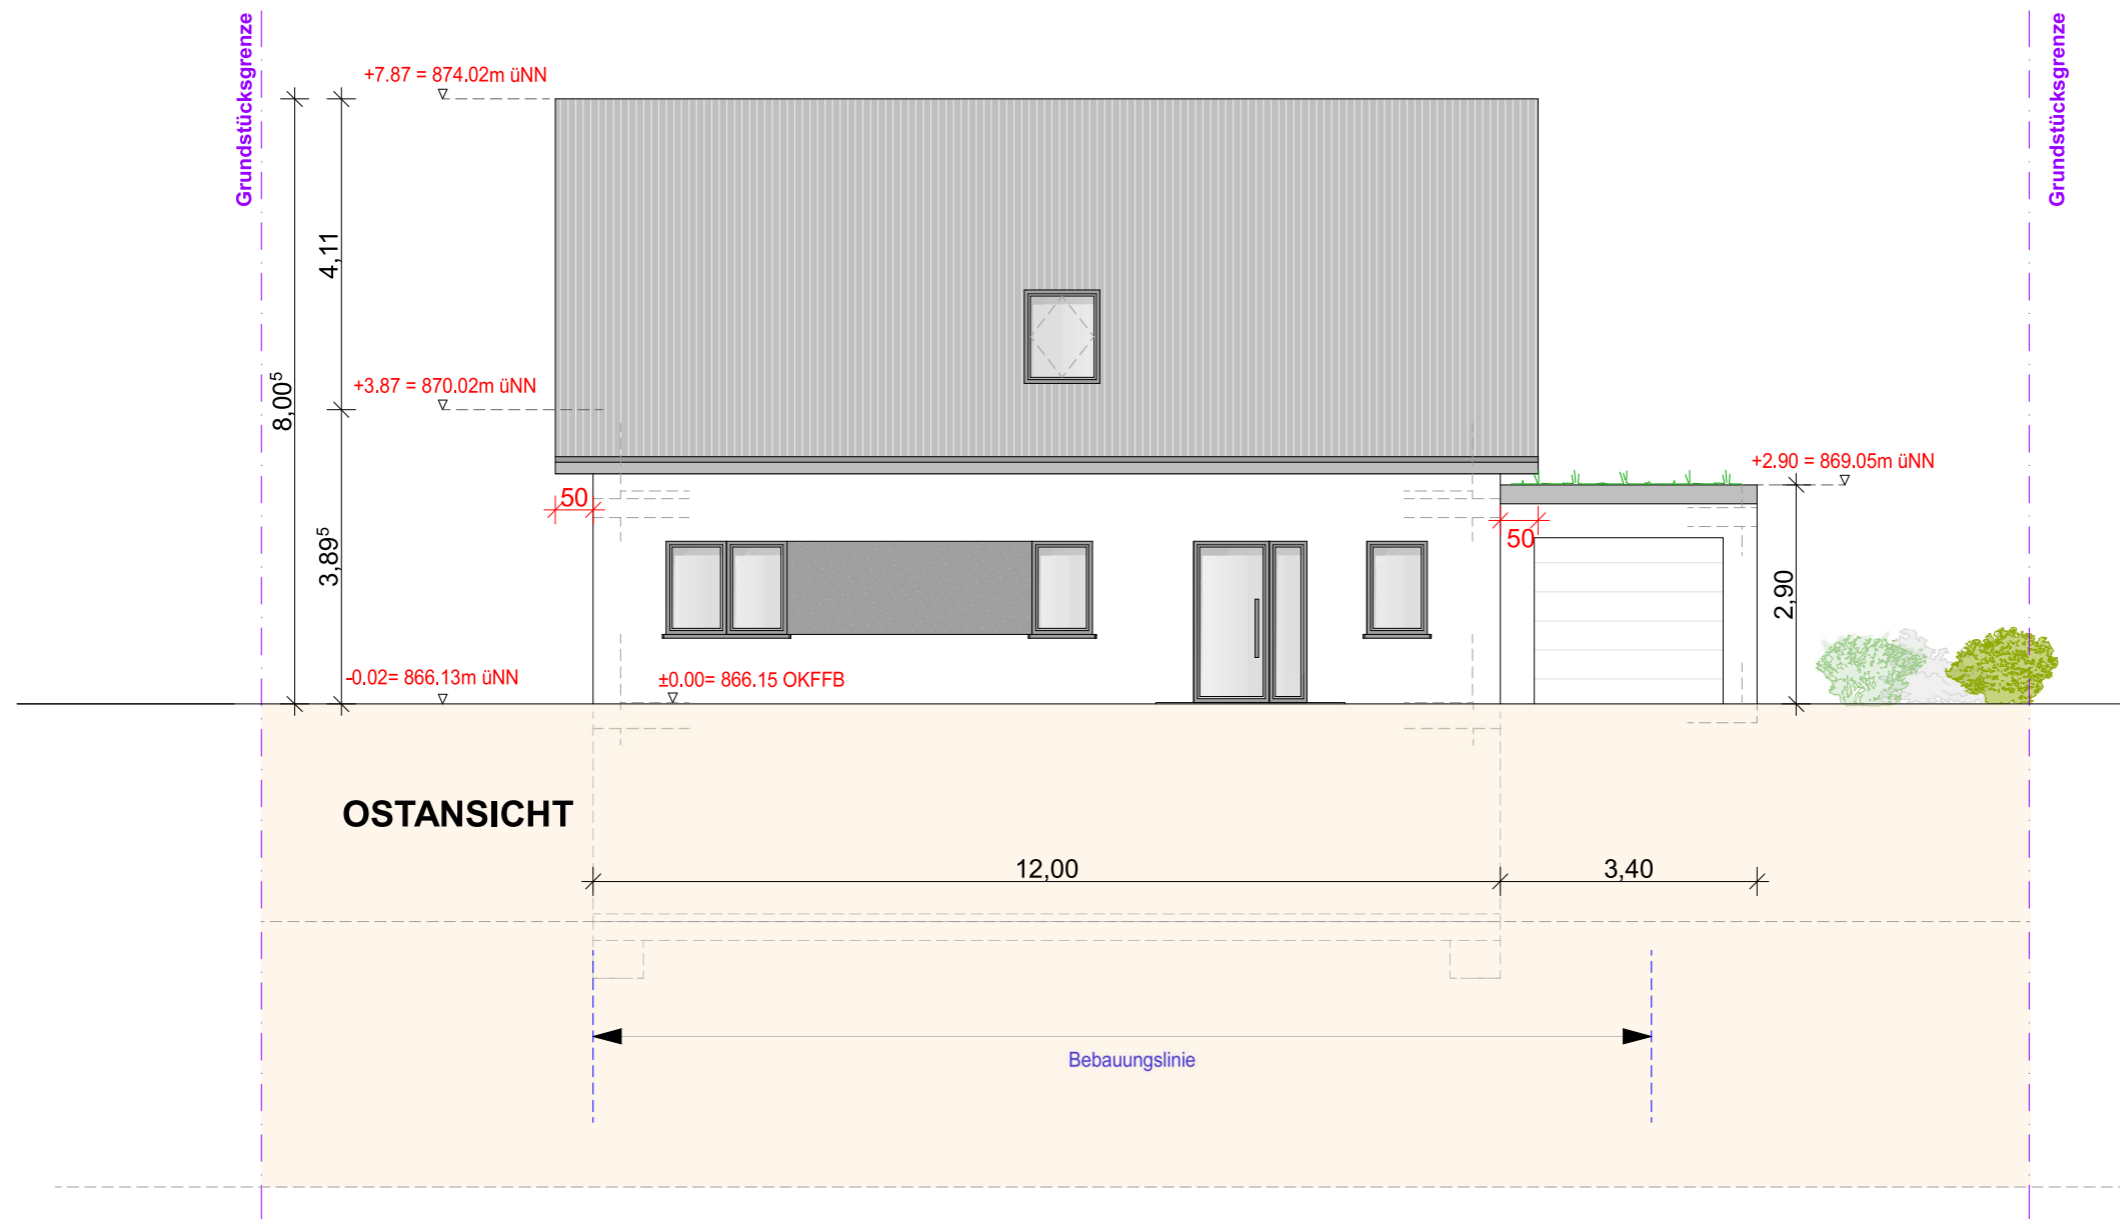 Grundstücksgrenze
Grundstücksgrenze
+7.87 = 874.02m üNN
4,11
8,00⁵
+3.87 = 870.02m üNN
+2.90 = 869.05m üNN
50
50
3,89⁵
2,90
-0.02= 866.13m üNN
±0.00= 866.15 OKFFB
OSTANSICHT
12,00
3,40
Bebauungslinie